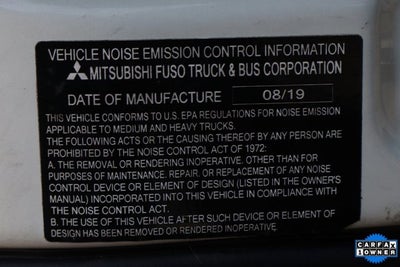 VEHICLE NOISE EMISSION CONTROL INFORMATION
MITSUBISHI FUSO TRUCK & BUS CORPORATION
DATE OF MANUFACTURE 08/19
THIS VEHICLE CONFORMS TO U.S. EPA REGULATIONS FOR NOISE EMISSION
APPLICABLE TO MEDIUM AND HEAVY TRUCKS.
THE FOLLOWING ACTS OR THE CAUSING THEREOF BY ANY PERSON ARE
PROHIBITED BY THE NOISE CONTROL ACT OF 1972:
A. THE REMOVAL OR RENDERING INOPERATIVE, OTHER THAN FOR
PURPOSES OF MAINTENANCE. REPAIR. OR REPLACEMENT OF ANY NOISE
CONTROL DEVICE OR ELEMENT OF DESIGN (LISTED IN THE OWNER'S
MANUAL) INCORPORATED INTO THIS VEHICLE IN COMPLIANCE WITH
THE NOISE CONTROL ACT.
B. THE USE OF THIS VEHICLE AFTER SUCH DEVICE OR ELEMENT OF
DESIGN HAS BEEN REMOVED OR RENDERED INOPERATIVE.
CARFAX
1 OWNER